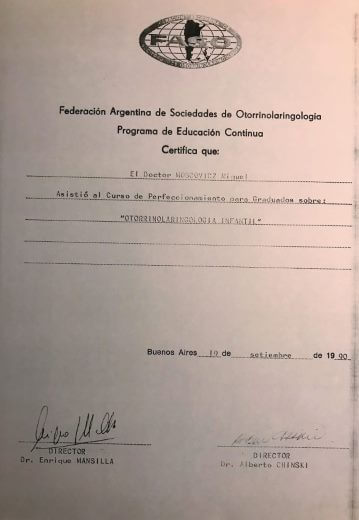 FASO
Federación Argentina de Sociedades de Otorrinolaringología
Programa de Educación Continua
Certifica que:
El Doctor MOSCOVICZ Miguel
Asistió al Curso de Perfeccionamiento para Graduados sobre:
"OTORRINOLARINGOLOGIA INFANTIL"
Buenos Aires 19 de setiembre de 1990
DIRECTOR
Dr. Enrique MANSILLA
DIRECTOR
Dr. Alberto CHINSKI